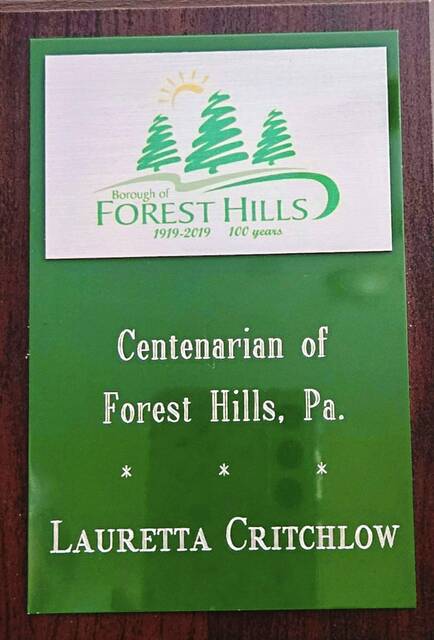 Borough of
FOREST HILLS
1919-2019 100 years
Centenarian of
Forest Hills, Pa.
* * *
LAURETTA CRITCHLOW